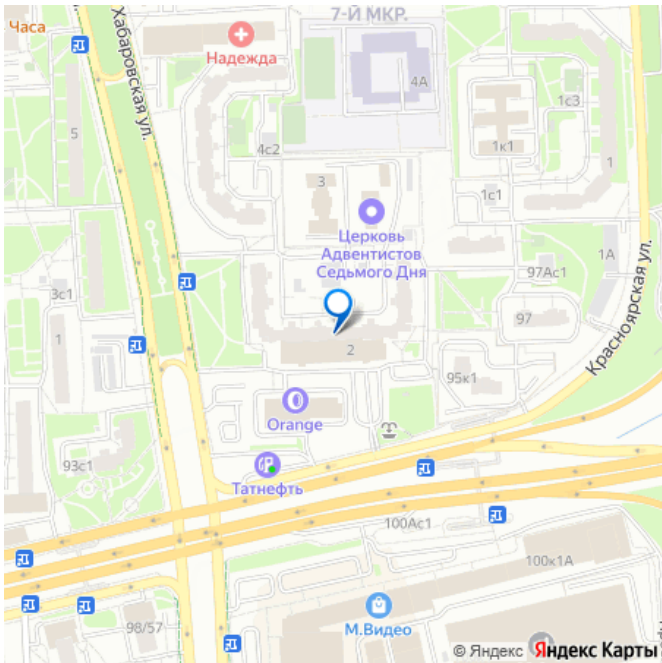 7-Й МКР.
Часа
Хабаровская ул.
Надежда
4А
1с3
5
4с2
1к1
1
3
1с1
Церковь
Адвентистов
Седьмого Дня
1А
97Ас1
3с1
97
Красноярская ул.
1
2
95к1
Orange
93с1
Татнефть
100Ас1
100к1А
98/57
М.Видео
© Яндекс Яндекс Карты